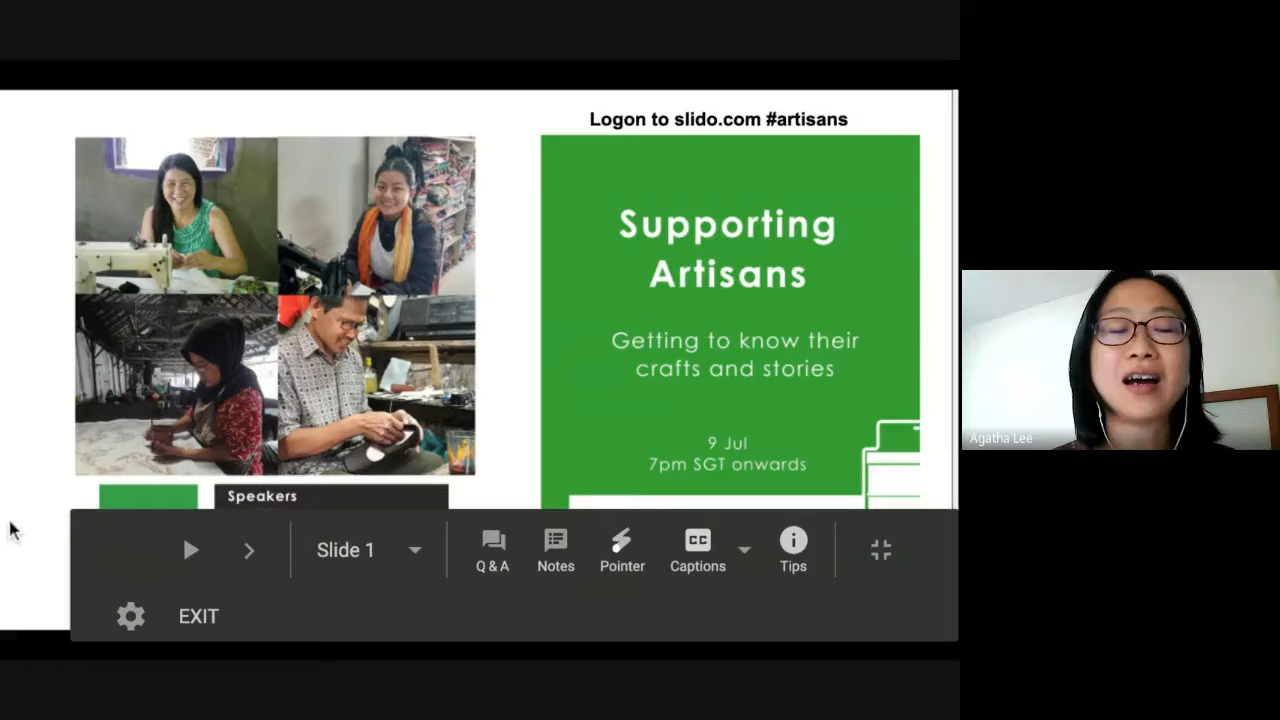 Logon to slido.com #artisans
Supporting
Artisans
Getting to know their
crafts and stories
9 Jul
7pm SGT onwards
Speakers
Agatha Lee
Slide 1
Q & A
Notes
Pointer
CC
Captions
Tips
EXIT